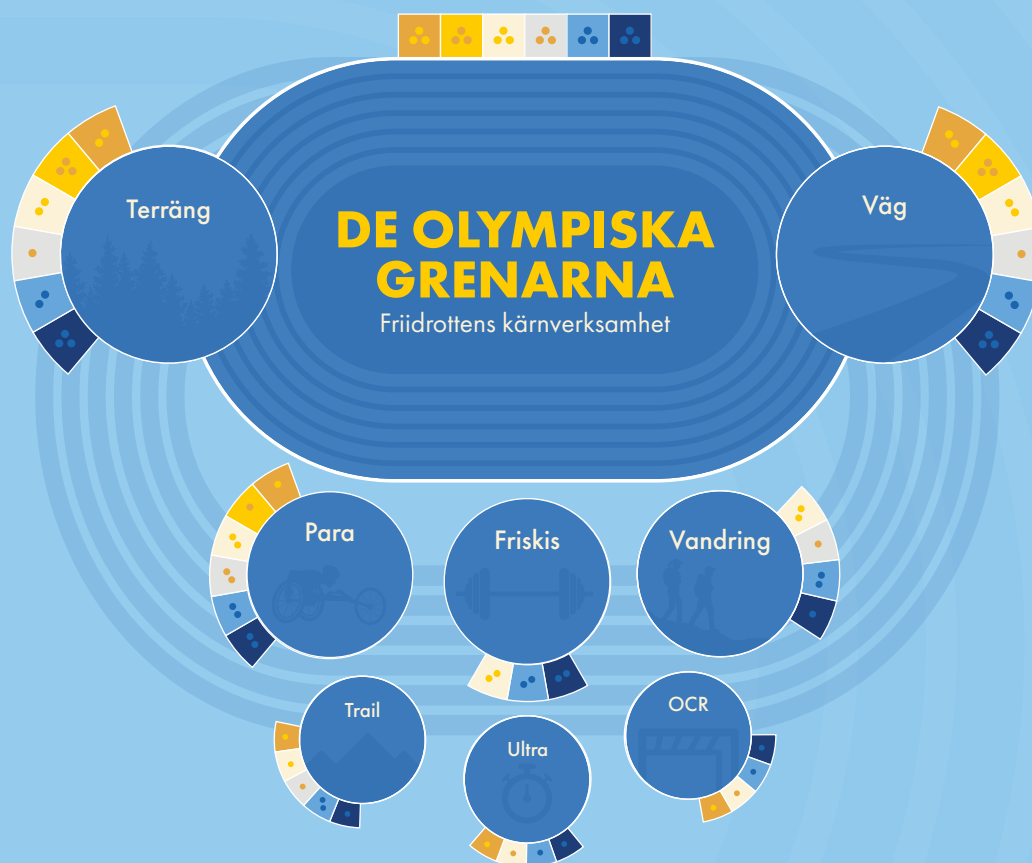 Terräng
Väg
DE OLYMPISKA
GRENARNA
Friidrottens kärnverksamhet
Para
Friskis
Vandring
Trail
Ultra
OCR